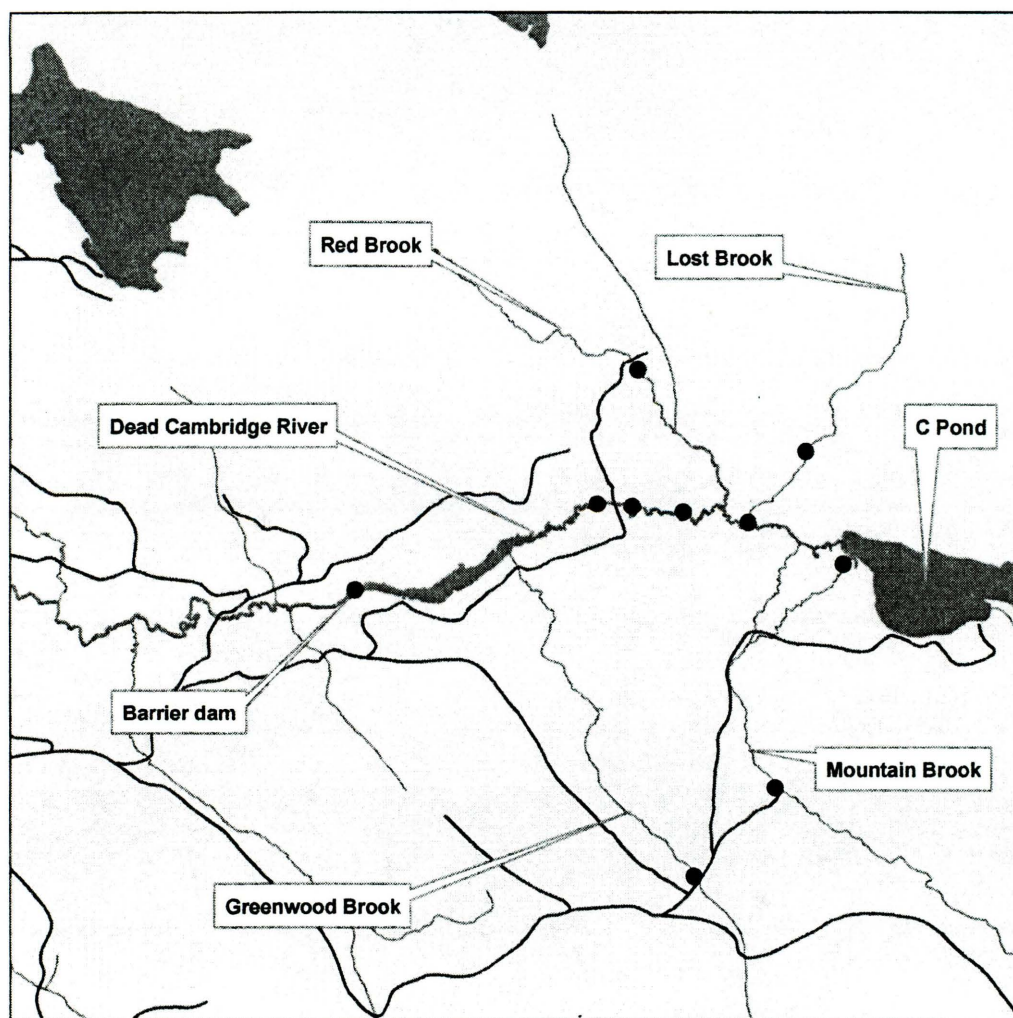 Red Brook
Lost Brook
Dead Cambridge River
C Pond
Barrier dam
Mountain Brook
Greenwood Brook